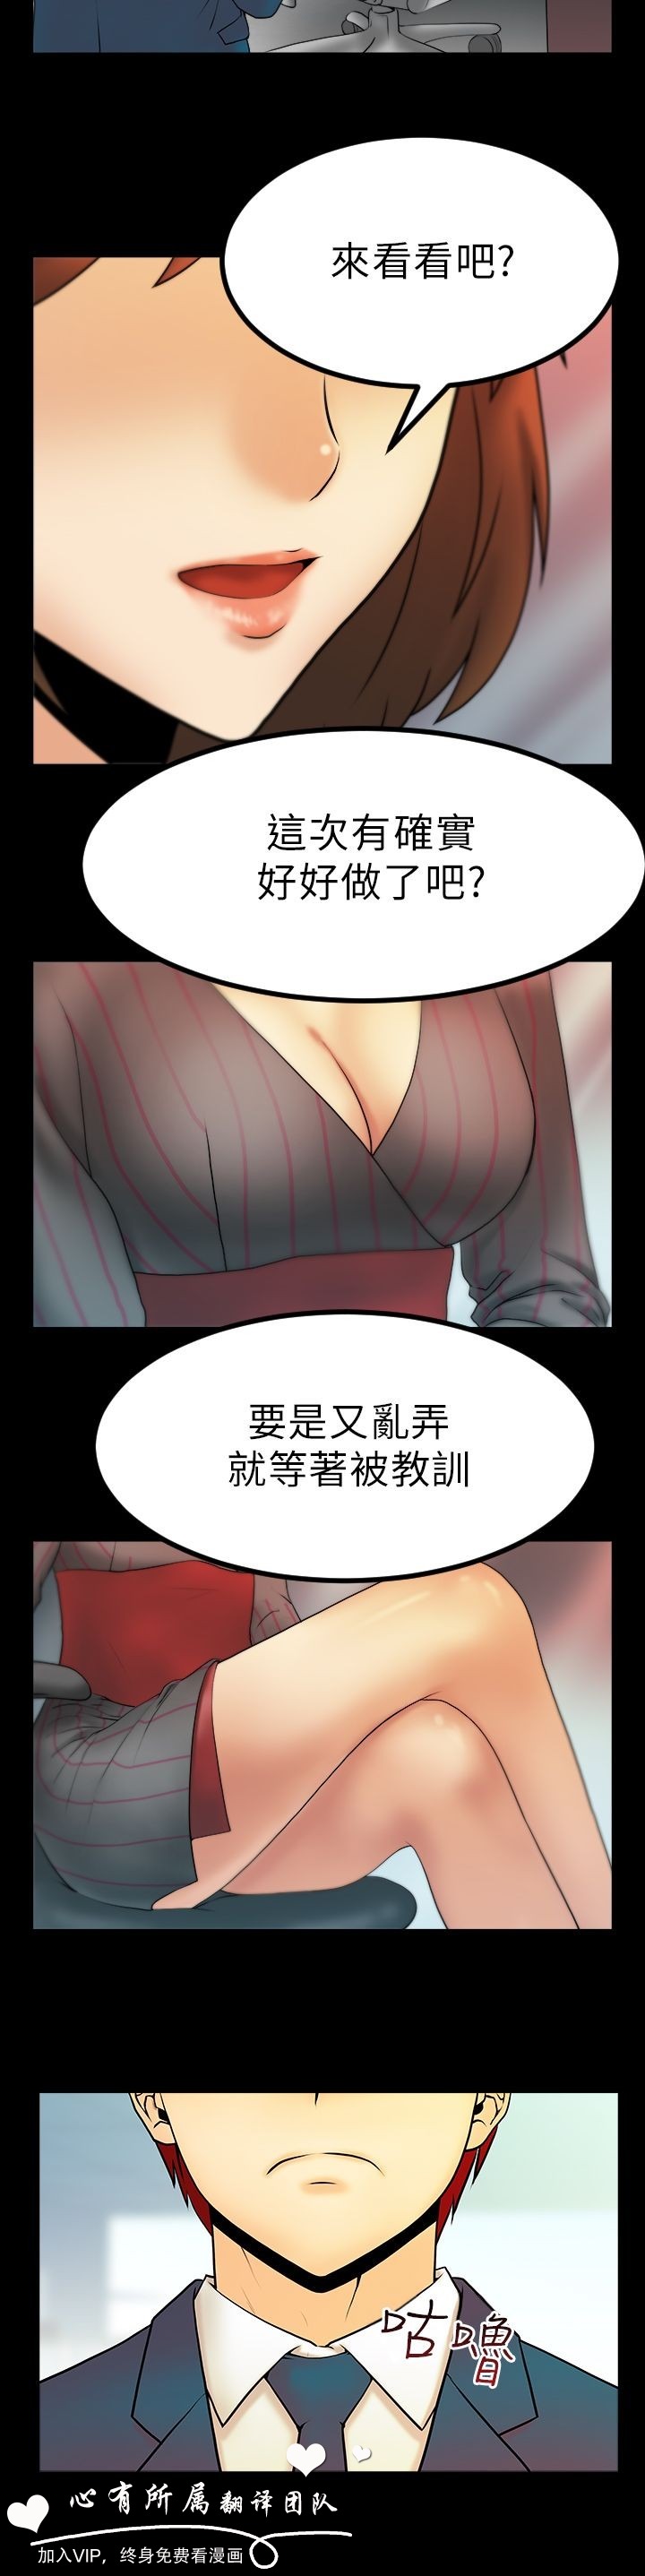 來看看吧?
這次有確實
好好做了吧?
要是又亂弄
就等著被教訓
咕嚕
心有所属翻译团队
加入VIP，终身免费看漫画